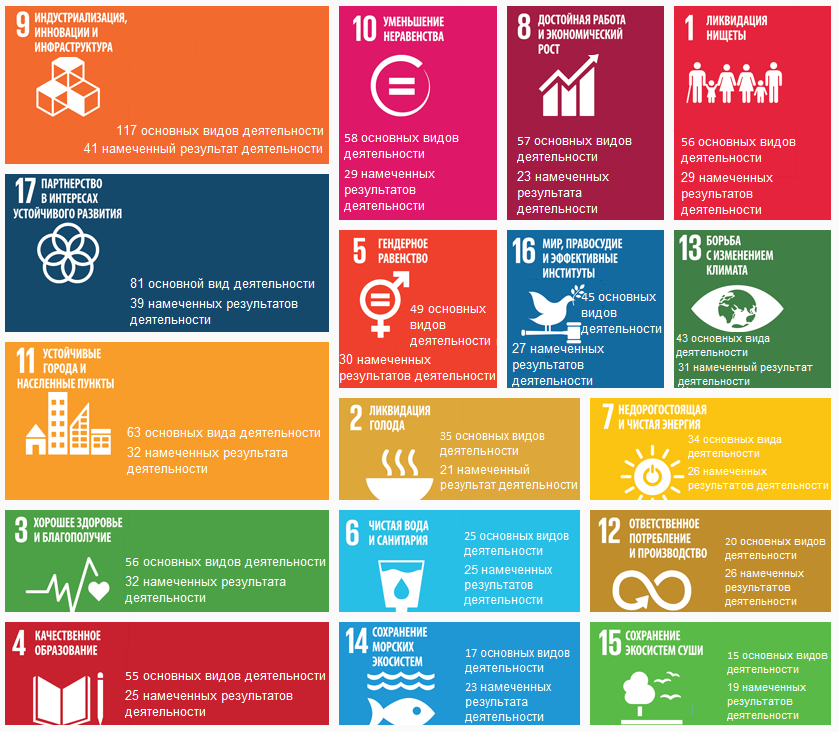 9 ИНДУСТРИАЛИЗАЦИЯ,
ИННОВАЦИИ И
ИНФРАСТРУКТУРА
117 основных видов деятельности
41 намеченный результат деятельности
10 УМЕНЬШЕНИЕ
НЕРАВЕНСТВА
58 основных видов
деятельности
29 намеченных
результатов
деятельности
8 ДОСТОЙНАЯ РАБОТА
И ЭКОНОМИЧЕСКИЙ
РОСТ
57 основных видов
деятельности
23 намеченных
результата
деятельности
1 ЛИКВИДАЦИЯ
НИЩЕТЫ
56 основных видов
деятельности
29 намеченных
результатов
деятельности
17 ПАРТНЕРСТВО
В ИНТЕРЕСАХ
УСТОЙЧИВОГО РАЗВИТИЯ
81 основной вид деятельности
39 намеченных результатов
деятельности
5 ГЕНДЕРНОЕ
РАВЕНСТВО
49 основных
видов
деятельности
30 намеченных
результатов деятельности
16 МИР, ПРАВОСУДИЕ
И ЭФФЕКТИВНЫЕ
ИНСТИТУТЫ
45 основных
видов
деятельности
27 намеченных
результатов
деятельности
13 БОРЬБА
С ИЗМЕНЕНИЕМ
КЛИМАТА
43 основных вида
деятельности
31 намеченный результат
деятельности
11 УСТОЙЧИВЫЕ
ГОРОДА И
НАСЕЛЕННЫЕ ПУНКТЫ
63 основных вида деятельности
32 намеченных результата
деятельности
2 ЛИКВИДАЦИЯ
ГОЛОДА
35 основных видов
деятельности
21 намеченный
результат деятельности
7 НЕДОРОГОСТОЯЩАЯ
И ЧИСТАЯ ЭНЕРГИЯ
34 основных вида
деятельности
26 намеченных
результатов деятельности
3 ХОРОШЕЕ ЗДОРОВЬЕ
И БЛАГОПОЛУЧИЕ
56 основных видов деятельности
32 намеченных результата
деятельности
6 ЧИСТАЯ ВОДА
И САНИТАРИЯ
25 основных видов
деятельности
25 намеченных
результатов
деятельности
12 ОТВЕТСТВЕННОЕ
ПОТРЕБЛЕНИЕ
И ПРОИЗВОДСТВО
20 основных видов
деятельности
26 намеченных
результатов
деятельности
4 КАЧЕСТВЕННОЕ
ОБРАЗОВАНИЕ
55 основных видов деятельности
25 намеченных результатов
деятельности
14 СОХРАНЕНИЕ
МОРСКИХ
ЭКОСИСТЕМ
17 основных видов
деятельности
23 намеченных
результата
деятельности
15 СОХРАНЕНИЕ
ЭКОСИСТЕМ СУШИ
15 основных видов
деятельности
19 намеченных
результатов
деятельности